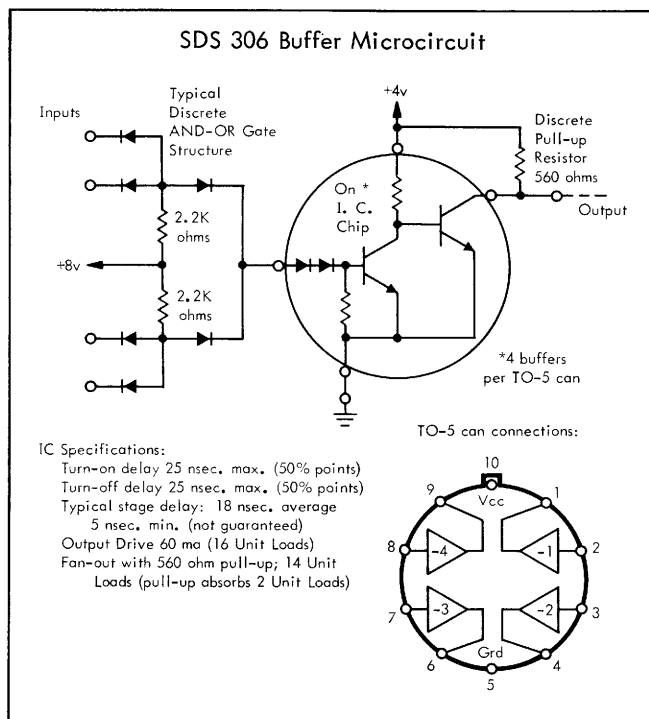 SDS 306 Buffer Microcircuit
Inputs
Typical
Discrete
AND-OR Gate
Structure
+4v
Discrete
Pull-up
Resistor
560 ohms
On *
I. C.
Chip
Output
2.2K
ohms
+8v
2.2K
ohms
*4 buffers
per TO-5 can
IC Specifications:
Turn-on delay 25 nsec. max. (50% points)
Turn-off delay 25 nsec. max. (50% points)
Typical stage delay: 18 nsec. average
5 nsec. min. (not guaranteed)
Output Drive 60 ma (16 Unit Loads)
Fan-out with 560 ohm pull-up; 14 Unit
Loads (pull-up absorbs 2 Unit Loads)
TO-5 can connections:
10
9
Vcc
1
8
-4
-1
2
7
-3
-2
3
6
Grd
4
5